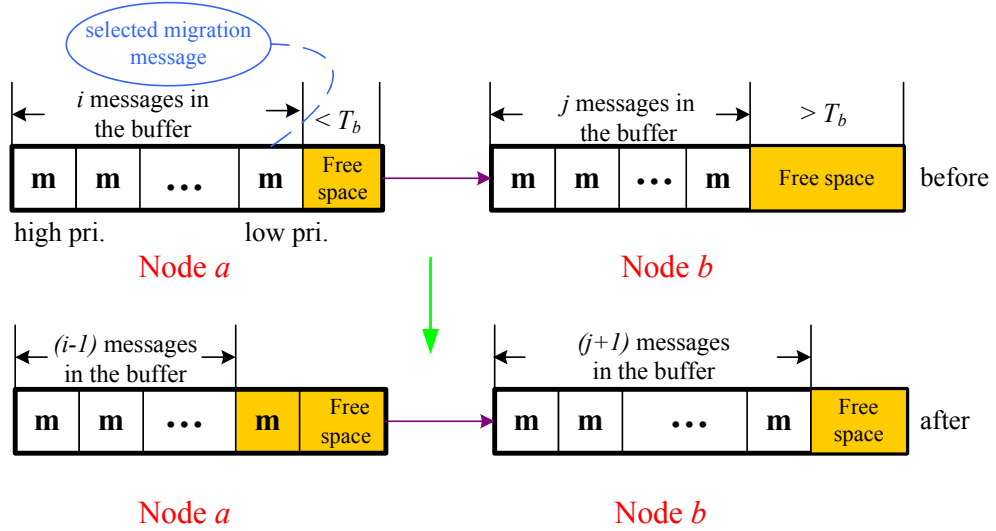 selected migration
message
i messages in
the buffer
< T_b
j messages in
the buffer
> T_b
m m ... m Free
space
m m ... m Free space
before
high pri. low pri.
Node a
Node b
(i-1) messages
in the buffer
(j+1) messages
in the buffer
m m ... m Free
space
m m ... m Free
space
after
Node a
Node b